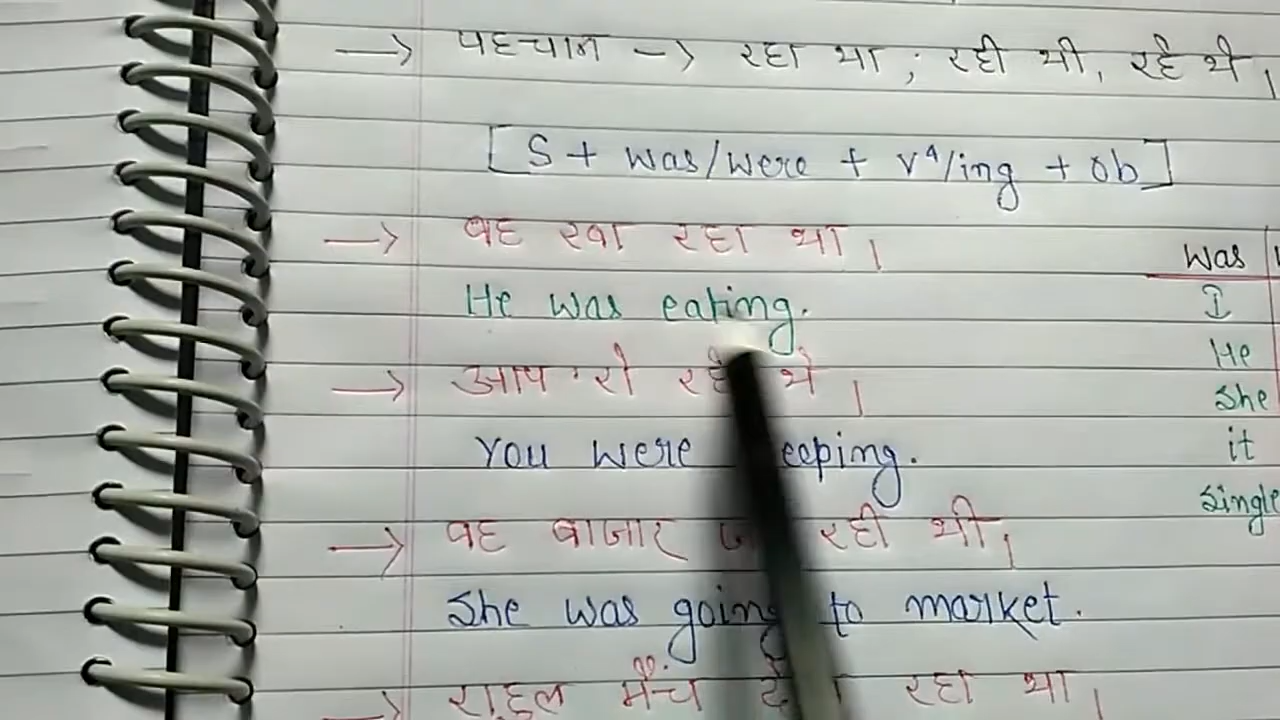 → पहचान → रहा था ; रही थी, रहे थे ।
[S + was/were + v⁴/ing + ob]
→ वह खा रहा था ।
He was eating.
→ आप रो रहे थे ।
You were eeping.
→ वह बाजार रही थी ।
She was going to market.
→ राहुल मैच रहा था ।
Was
I
He
She
it
Single